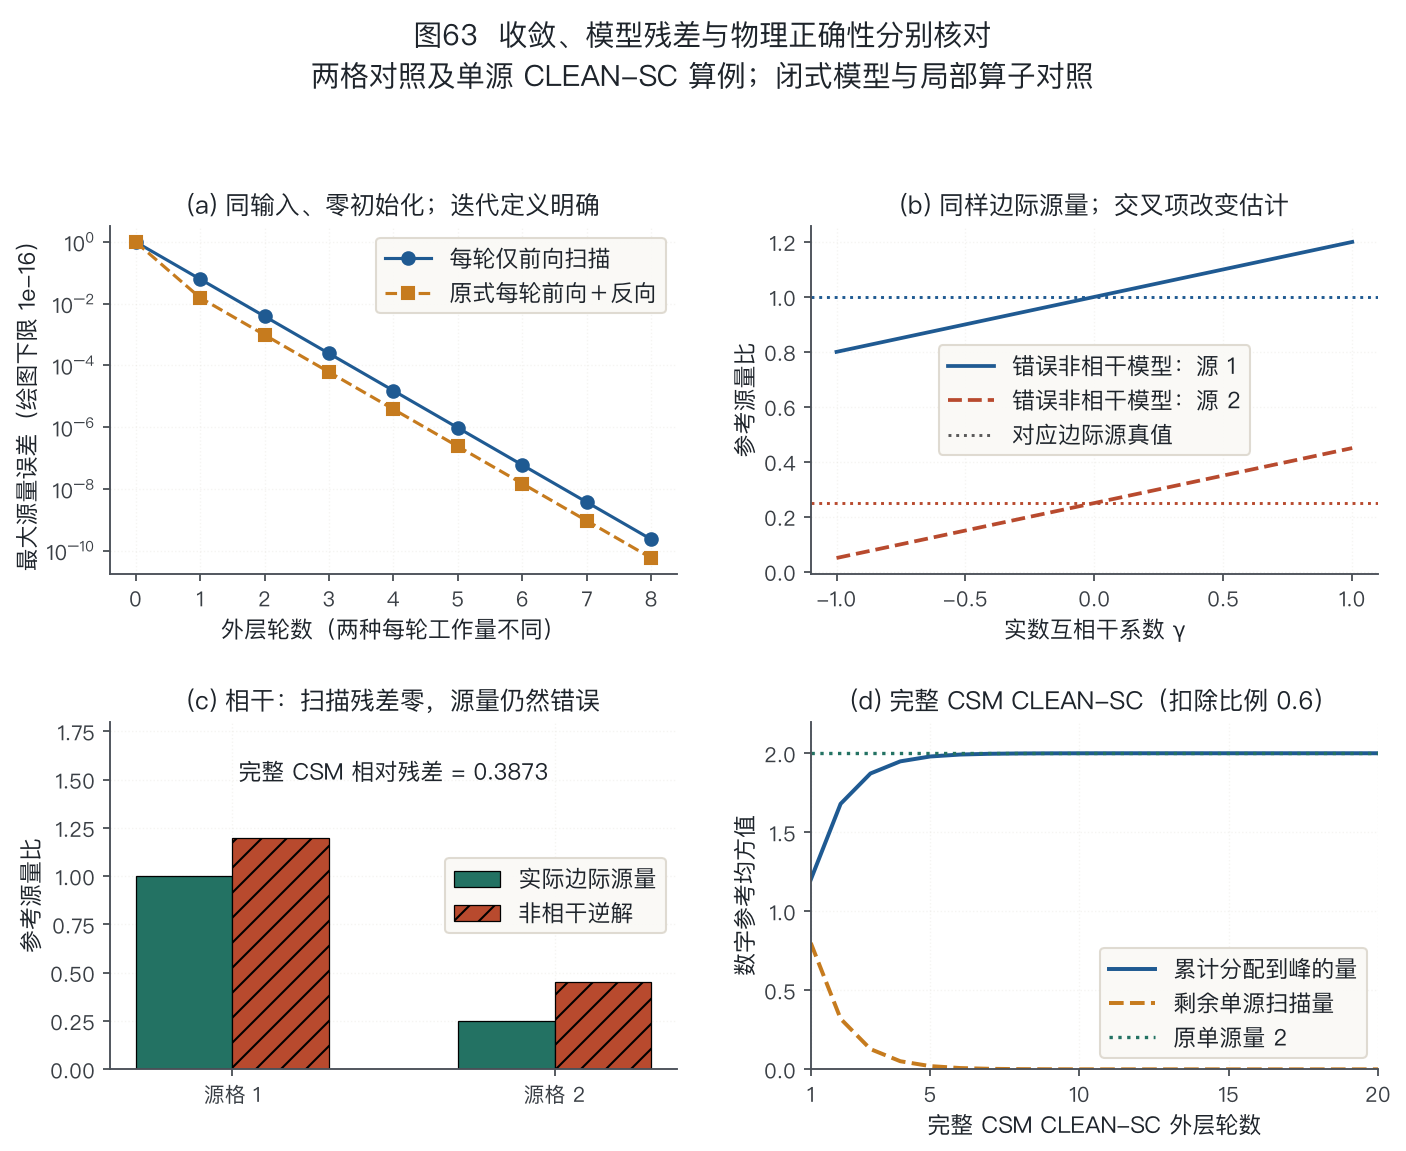 图63 收敛、模型残差与物理正确性分别核对
两格对照及单源 CLEAN–SC 算例；闭式模型与局部算子对照
(a) 同输入、零初始化；迭代定义明确
最大源量误差（绘图下限 1e−16）
10⁰
10⁻²
10⁻⁴
10⁻⁶
10⁻⁸
10⁻¹⁰
每轮仅前向扫描
原式每轮前向＋反向
0 1 2 3 4 5 6 7 8
外层轮数（两种每轮工作量不同）
(b) 同样边际源量；交叉项改变估计
参考源量比
1.2
1.0
0.8
0.6
0.4
0.2
0.0
错误非相干模型：源 1
错误非相干模型：源 2
对应边际源真值
−1.0 −0.5 0.0 0.5 1.0
实数互相干系数 γ
(c) 相干：扫描残差零，源量仍然错误
参考源量比
1.75
1.50
1.25
1.00
0.75
0.50
0.25
0.00
完整 CSM 相对残差 = 0.3873
实际边际源量
非相干逆解
源格 1 源格 2
(d) 完整 CSM CLEAN–SC（扣除比例 0.6）
数字参考均方值
2.0
1.5
1.0
0.5
0.0
累计分配到峰的量
剩余单源扫描量
原单源量 2
1 5 10 15 20
完整 CSM CLEAN–SC 外层轮数